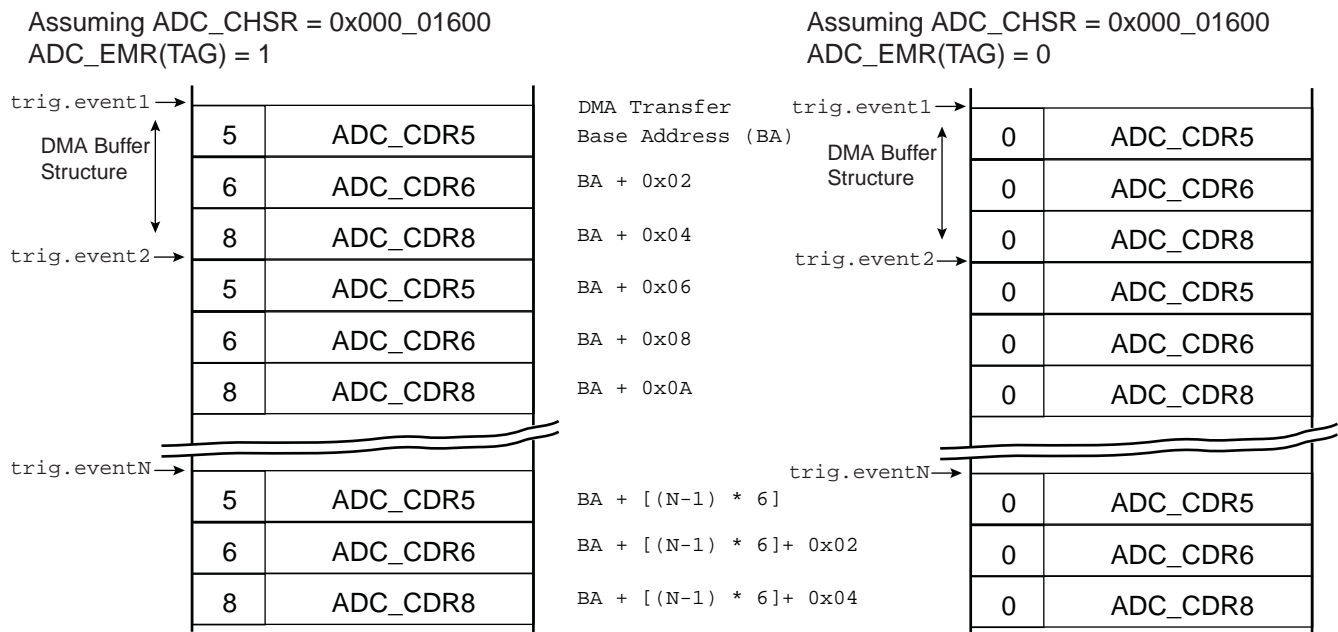 Assuming ADC_CHSR = 0x000_01600
ADC_EMR(TAG) = 1
trig.event1
DMA Buffer
Structure
5 ADC_CDR5
6 ADC_CDR6
8 ADC_CDR8
trig.event2
5 ADC_CDR5
6 ADC_CDR6
8 ADC_CDR8
trig.eventN
5 ADC_CDR5
6 ADC_CDR6
8 ADC_CDR8
DMA Transfer
Base Address (BA)
BA + 0x02
BA + 0x04
BA + 0x06
BA + 0x08
BA + 0x0A
BA + [(N-1) * 6]
BA + [(N-1) * 6]+ 0x02
BA + [(N-1) * 6]+ 0x04
Assuming ADC_CHSR = 0x000_01600
ADC_EMR(TAG) = 0
trig.event1
DMA Buffer
Structure
0 ADC_CDR5
0 ADC_CDR6
0 ADC_CDR8
trig.event2
0 ADC_CDR5
0 ADC_CDR6
0 ADC_CDR8
trig.eventN
0 ADC_CDR5
0 ADC_CDR6
0 ADC_CDR8